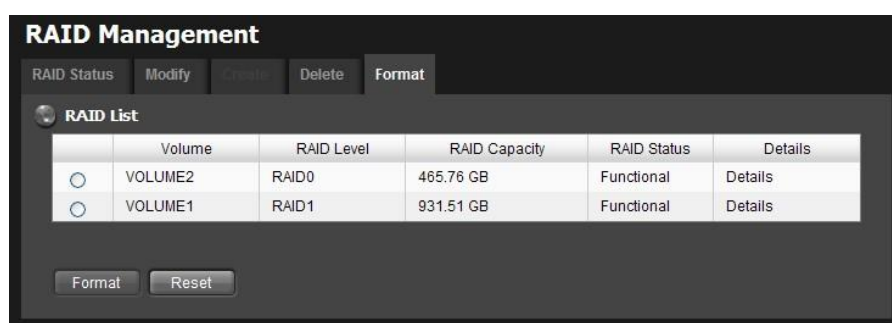 RAID Management
RAID Status Modify Create Delete Format
RAID List
Volume RAID Level RAID Capacity RAID Status Details
VOLUME2 RAID0 465.76 GB Functional Details
VOLUME1 RAID1 931.51 GB Functional Details
Format Reset